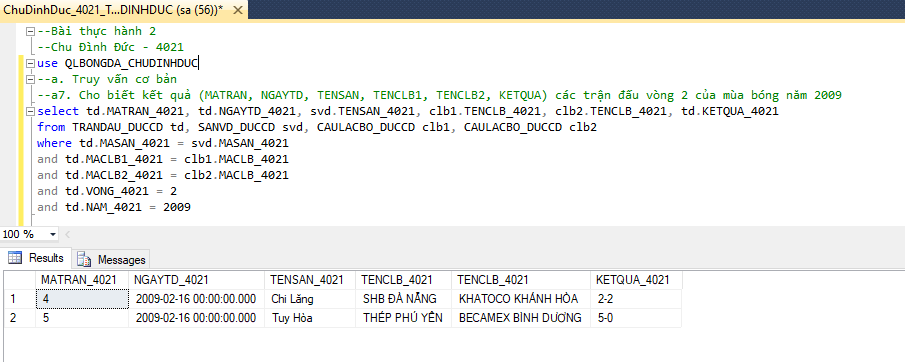 ChuDinhDuc_4021_T...DINHDUC (sa (56))* ×
--Bài thực hành 2
--Chu Đình Đức - 4021
use QLBONGDA_CHUDINHDUC
--a. Truy vấn cơ bản
--a7. Cho biết kết quả (MATRAN, NGAYTD, TENSAN, TENCLB1, TENCLB2, KETQUA) các trận đấu vòng 2 của mùa bóng năm 2009
select td.MATRAN_4021, td.NGAYTD_4021, svd.TENSAN_4021, clb1.TENCLB_4021, clb2.TENCLB_4021, td.KETQUA_4021
from TRANDAU_DUCCD td, SANVD_DUCCD svd, CAULACBO_DUCCD clb1, CAULACBO_DUCCD clb2
where td.MASAN_4021 = svd.MASAN_4021
and td.MACLB1_4021 = clb1.MACLB_4021
and td.MACLB2_4021 = clb2.MACLB_4021
and td.VONG_4021 = 2
and td.NAM_4021 = 2009
100 %
Results Messages
MATRAN_4021 NGAYTD_4021 TENSAN_4021 TENCLB_4021 TENCLB_4021 KETQUA_4021
1 4 2009-02-16 00:00:00.000 Chi Lăng SHB ĐÀ NẴNG KHATOCO KHÁNH HÒA 2-2
2 5 2009-02-16 00:00:00.000 Tuy Hòa THÉP PHÚ YÊN BECAMEX BÌNH DƯƠNG 5-0